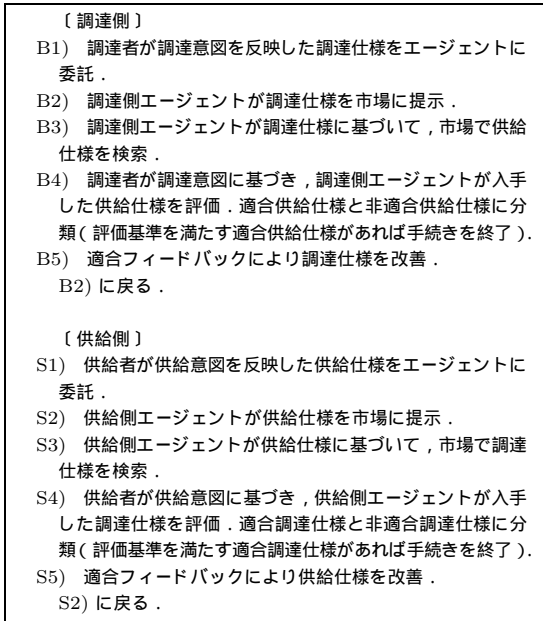 〔調達側〕
B1) 調達者が調達意図を反映した調達仕様をエージェントに
委託．
B2) 調達側エージェントが調達仕様を市場に提示．
B3) 調達側エージェントが調達仕様に基づいて，市場で供給
仕様を検索．
B4) 調達者が調達意図に基づき，調達側エージェントが入手
した供給仕様を評価．適合供給仕様と非適合供給仕様に分
類（評価基準を満たす適合供給仕様があれば手続きを終了）．
B5) 適合フィードバックにより調達仕様を改善．
B2) に戻る．
〔供給側〕
S1) 供給者が供給意図を反映した供給仕様をエージェントに
委託．
S2) 供給側エージェントが供給仕様を市場に提示．
S3) 供給側エージェントが供給仕様に基づいて，市場で調達
仕様を検索．
S4) 供給者が供給意図に基づき，供給側エージェントが入手
した調達仕様を評価．適合調達仕様と非適合調達仕様に分
類（評価基準を満たす適合調達仕様があれば手続きを終了）．
S5) 適合フィードバックにより供給仕様を改善．
S2) に戻る．